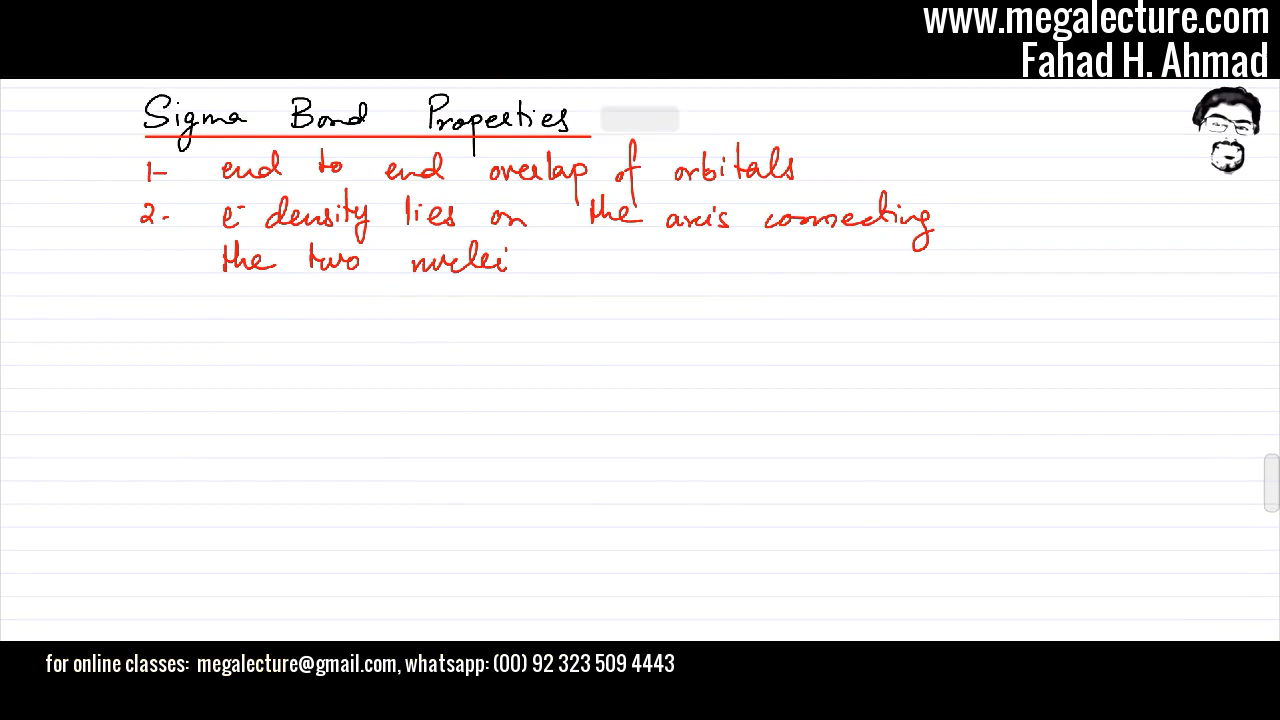 www.megalecture.com
Fahad H. Ahmad
Sigma Bond Properties
1- end to end overlap of orbitals
2. e⁻ density lies on the axis connecting
the two nuclei
for online classes: megalecture@gmail.com, whatsapp: (00) 92 323 509 4443